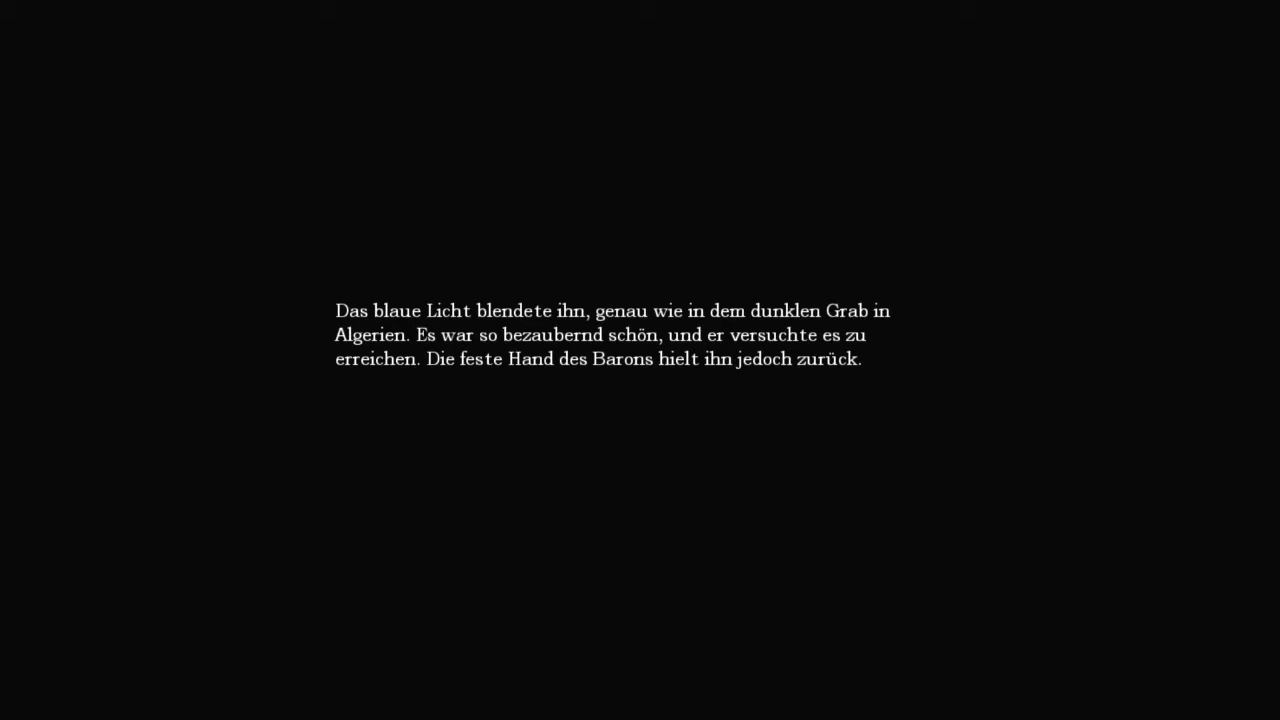 Das blaue Licht blendete ihn, genau wie in dem dunklen Grab in
Algerien. Es war so bezaubernd schön, und er versuchte es zu
erreichen. Die feste Hand des Barons hielt ihn jedoch zurück.